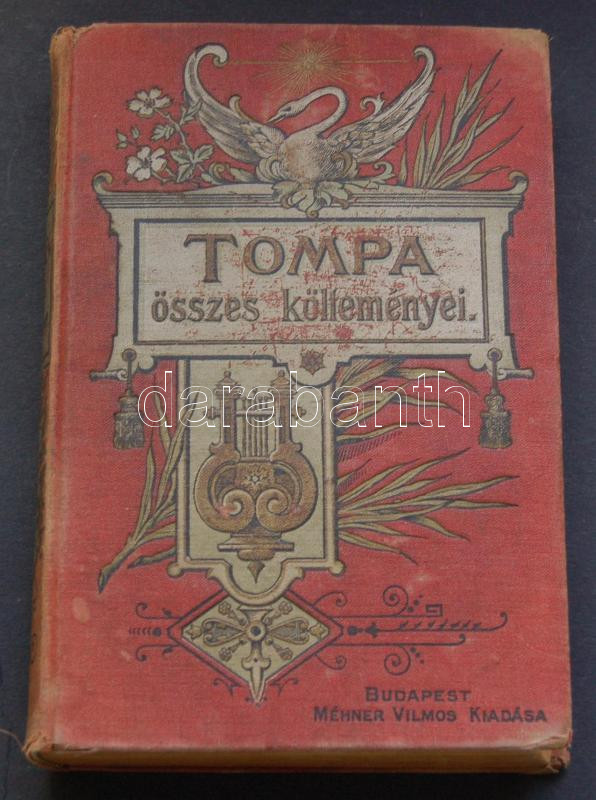 TOMPA
összes költeményei.
darabanth
BUDAPEST
MÉHNER VILMOS KIADÁSA